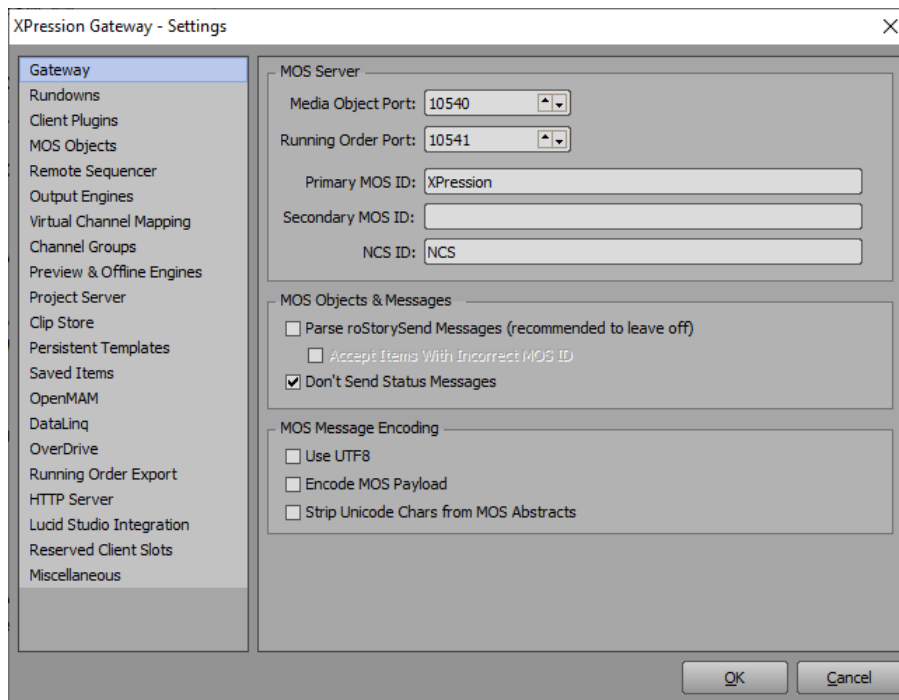 XPression Gateway - Settings
Gateway
Rundowns
Client Plugins
MOS Objects
Remote Sequencer
Output Engines
Virtual Channel Mapping
Channel Groups
Preview & Offline Engines
Project Server
Clip Store
Persistent Templates
Saved Items
OpenMAM
DataLinq
OverDrive
Running Order Export
HTTP Server
Lucid Studio Integration
Reserved Client Slots
Miscellaneous
MOS Server
Media Object Port: 10540
Running Order Port: 10541
Primary MOS ID: XPression
Secondary MOS ID:
NCS ID: NCS
MOS Objects & Messages
Parse roStorySend Messages (recommended to leave off)
Accept Items With Incorrect MOS ID
Don't Send Status Messages
MOS Message Encoding
Use UTF8
Encode MOS Payload
Strip Unicode Chars from MOS Abstracts
OK Cancel